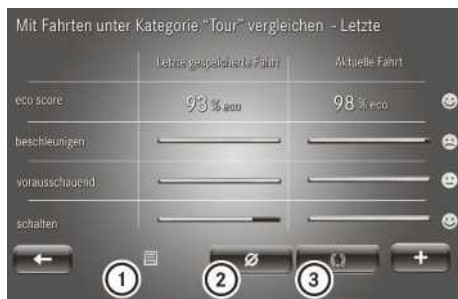 Mit Fahrten unter Kategorie "Tour" vergleichen - Letzte
Letzte gespeicherte Fahrt
Aktuelle Fahrt
eco score
93 % eco
98 % eco
beschleunigen
vorausschauend
schalten
1
2
3